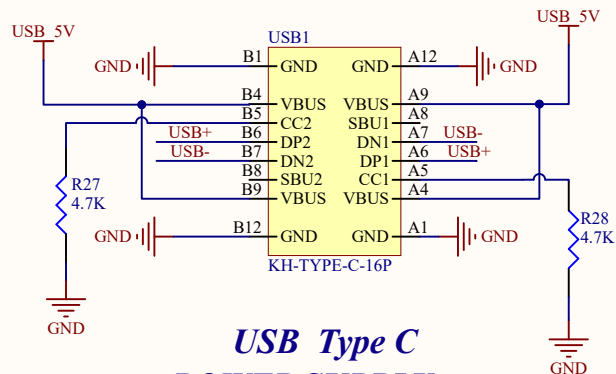 USB_5V
USB_5V
USB1
GND
B1
GND
GND
A12
GND
B4
VBUS
VBUS
A9
B5
CC2
SBU1
A8
USB+
B6
DP2
DN1
A7
USB-
USB-
B7
DN2
DP1
A6
USB+
B8
SBU2
CC1
A5
B9
VBUS
VBUS
A4
R27
4.7K
R28
4.7K
GND
B12
GND
GND
A1
GND
KH-TYPE-C-16P
GND
GND
USB Type C
POWER SUPPLY